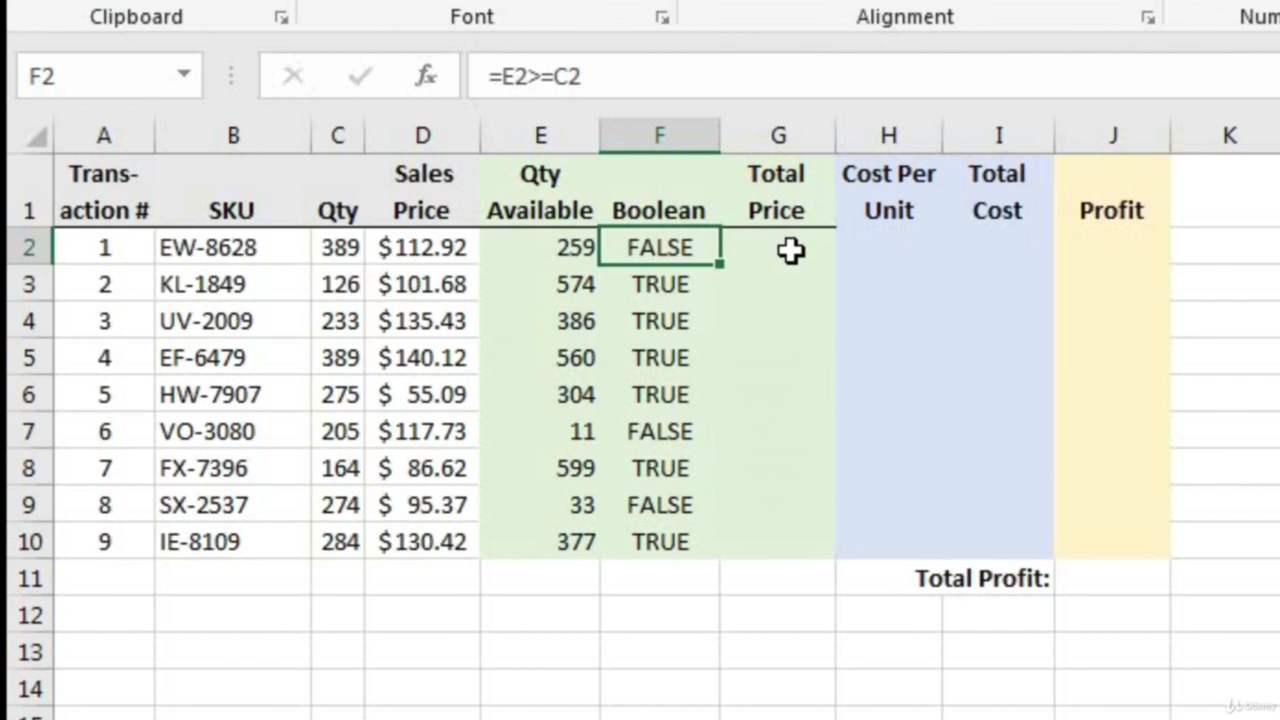 Clipboard Font Alignment Num
F2 fx =E2>=C2
A B C D E F G H I J K
Trans- Sales Qty Total Cost Per Total
1 action # SKU Qty Price Available Boolean Price Unit Cost Profit
2 1 EW-8628 389 $112.92 259 FALSE
3 2 KL-1849 126 $101.68 574 TRUE
4 3 UV-2009 233 $135.43 386 TRUE
5 4 EF-6479 389 $140.12 560 TRUE
6 5 HW-7907 275 $ 55.09 304 TRUE
7 6 VO-3080 205 $117.73 11 FALSE
8 7 FX-7396 164 $ 86.62 599 TRUE
9 8 SX-2537 274 $ 95.37 33 FALSE
10 9 IE-8109 284 $130.42 377 TRUE
11 Total Profit:
12
13
14
15
Udemy